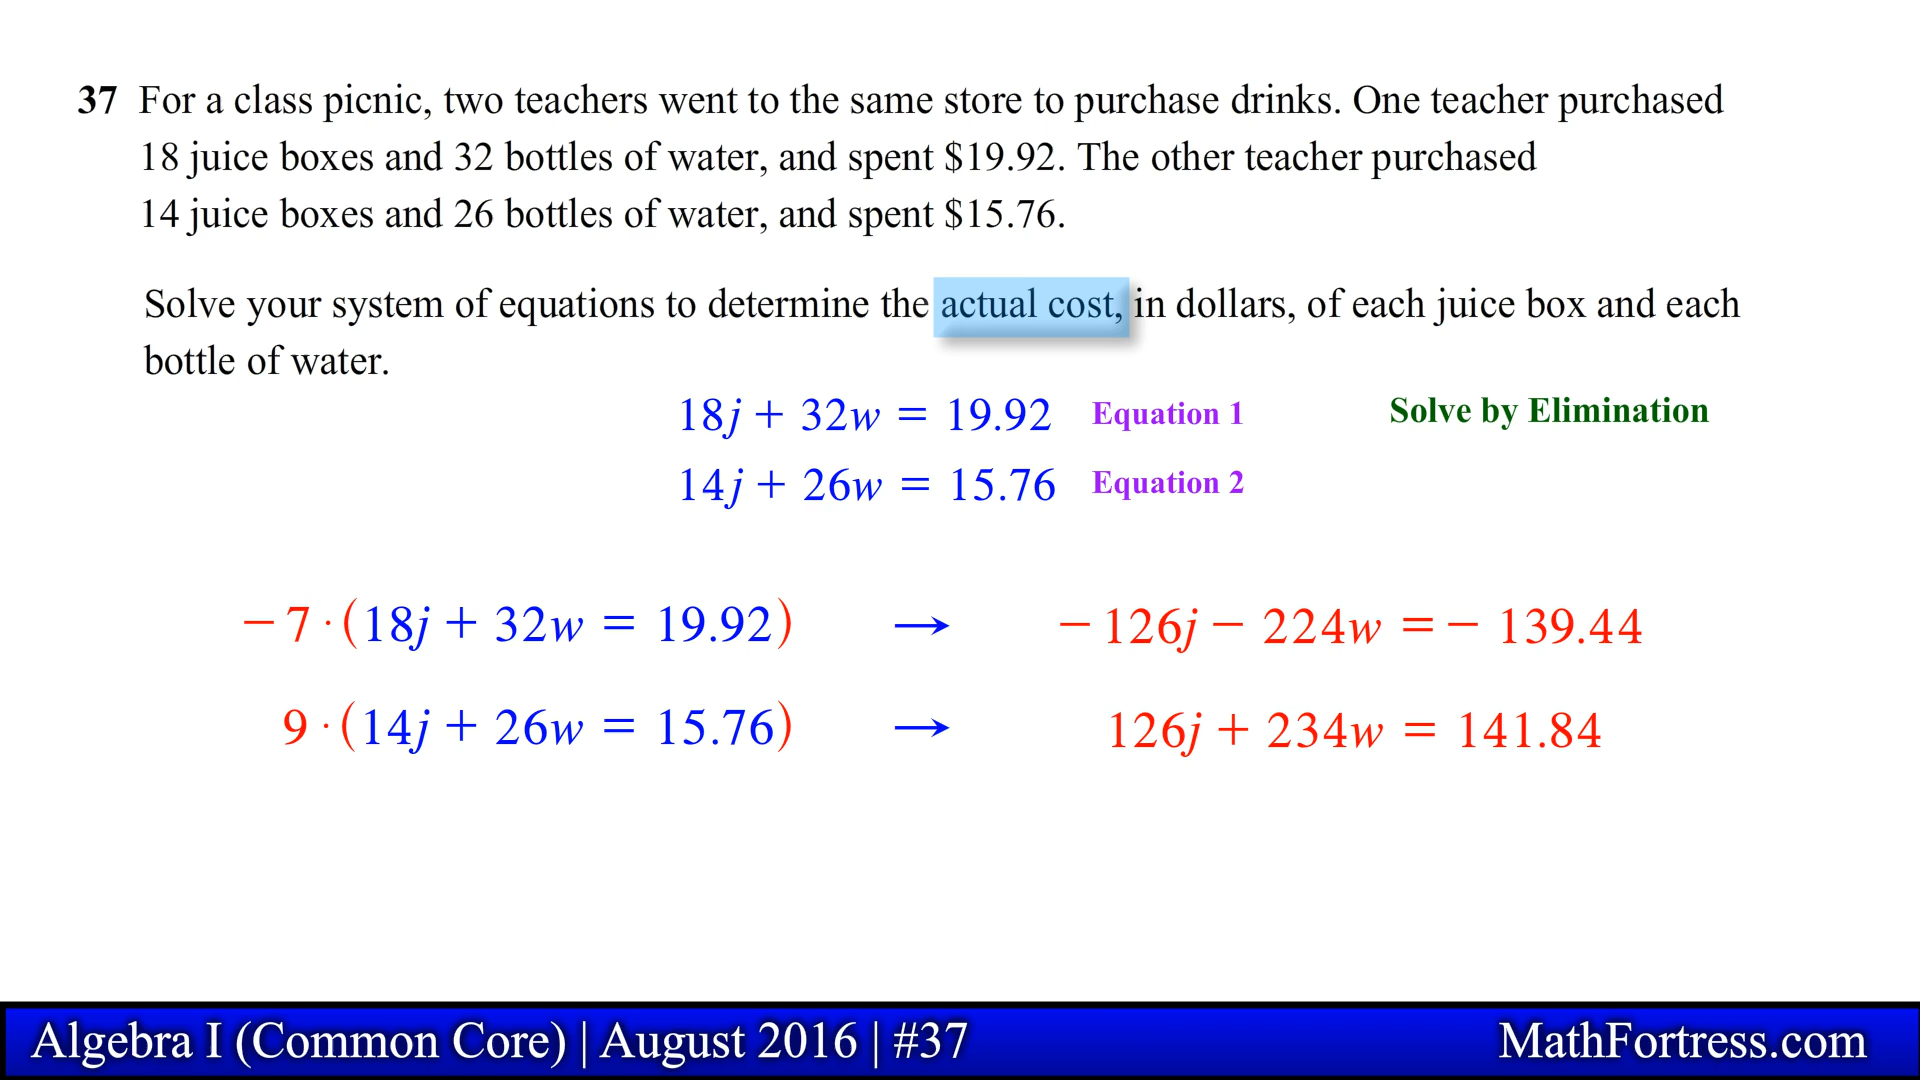 37 For a class picnic, two teachers went to the same store to purchase drinks. One teacher purchased
18 juice boxes and 32 bottles of water, and spent $19.92. The other teacher purchased
14 juice boxes and 26 bottles of water, and spent $15.76.
Solve your system of equations to determine the actual cost, in dollars, of each juice box and each
bottle of water.
18j + 32w = 19.92 Equation 1 Solve by Elimination
14j + 26w = 15.76 Equation 2
− 7 · (18j + 32w = 19.92) → − 126j − 224w = − 139.44
9 · (14j + 26w = 15.76) → 126j + 234w = 141.84
Algebra I (Common Core) | August 2016 | #37 MathFortress.com